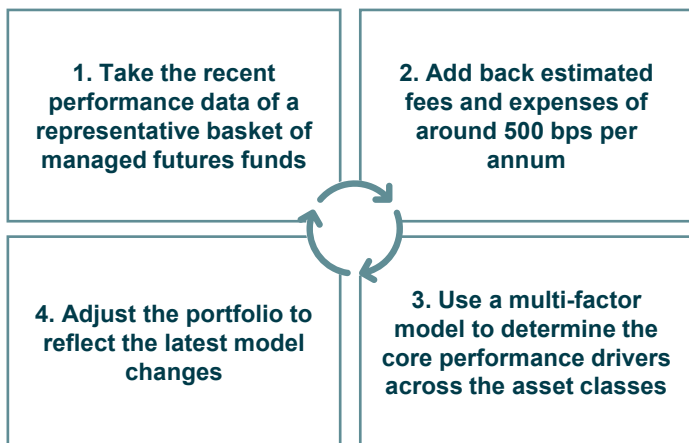 1. Take the recent
performance data of a
representative basket of
managed futures funds
2. Add back estimated
fees and expenses of
around 500 bps per
annum
3. Use a multi-factor
model to determine the
core performance drivers
across the asset classes
4. Adjust the portfolio to
reflect the latest model
changes